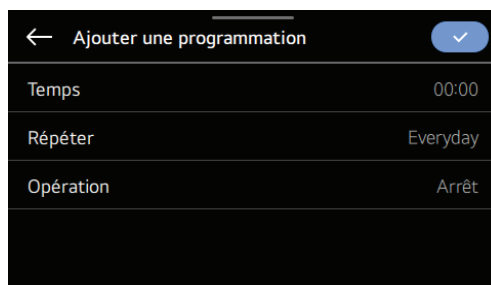 Ajouter une programmation
Temps 00:00
Répéter Everyday
Opération Arrêt